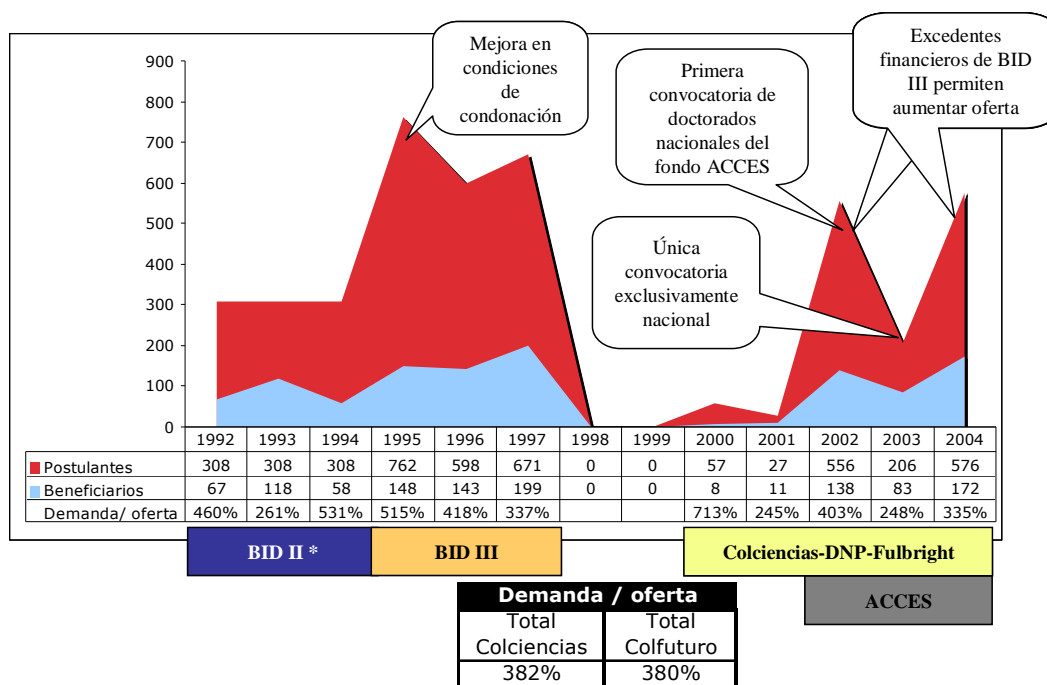 Mejora en
condiciones
de
condonación
Primera
convocatoria de
doctorados
nacionales del
fondo ACCES
Excedentes
financieros de BID
III permiten
aumentar oferta
Única
convocatoria
exclusivamente
nacional
900
800
700
600
500
400
300
200
100
0
1992 1993 1994 1995 1996 1997 1998 1999 2000 2001 2002 2003 2004
Postulantes 308 308 308 762 598 671 0 0 57 27 556 206 576
Beneficiarios 67 118 58 148 143 199 0 0 8 11 138 83 172
Demanda/ oferta 460% 261% 531% 515% 418% 337% 713% 245% 403% 248% 335%
BID II * BID III Colciencias-DNP-Fulbright
ACCES
Demanda / oferta
Total Total
Colciencias Colfuturo
382% 380%